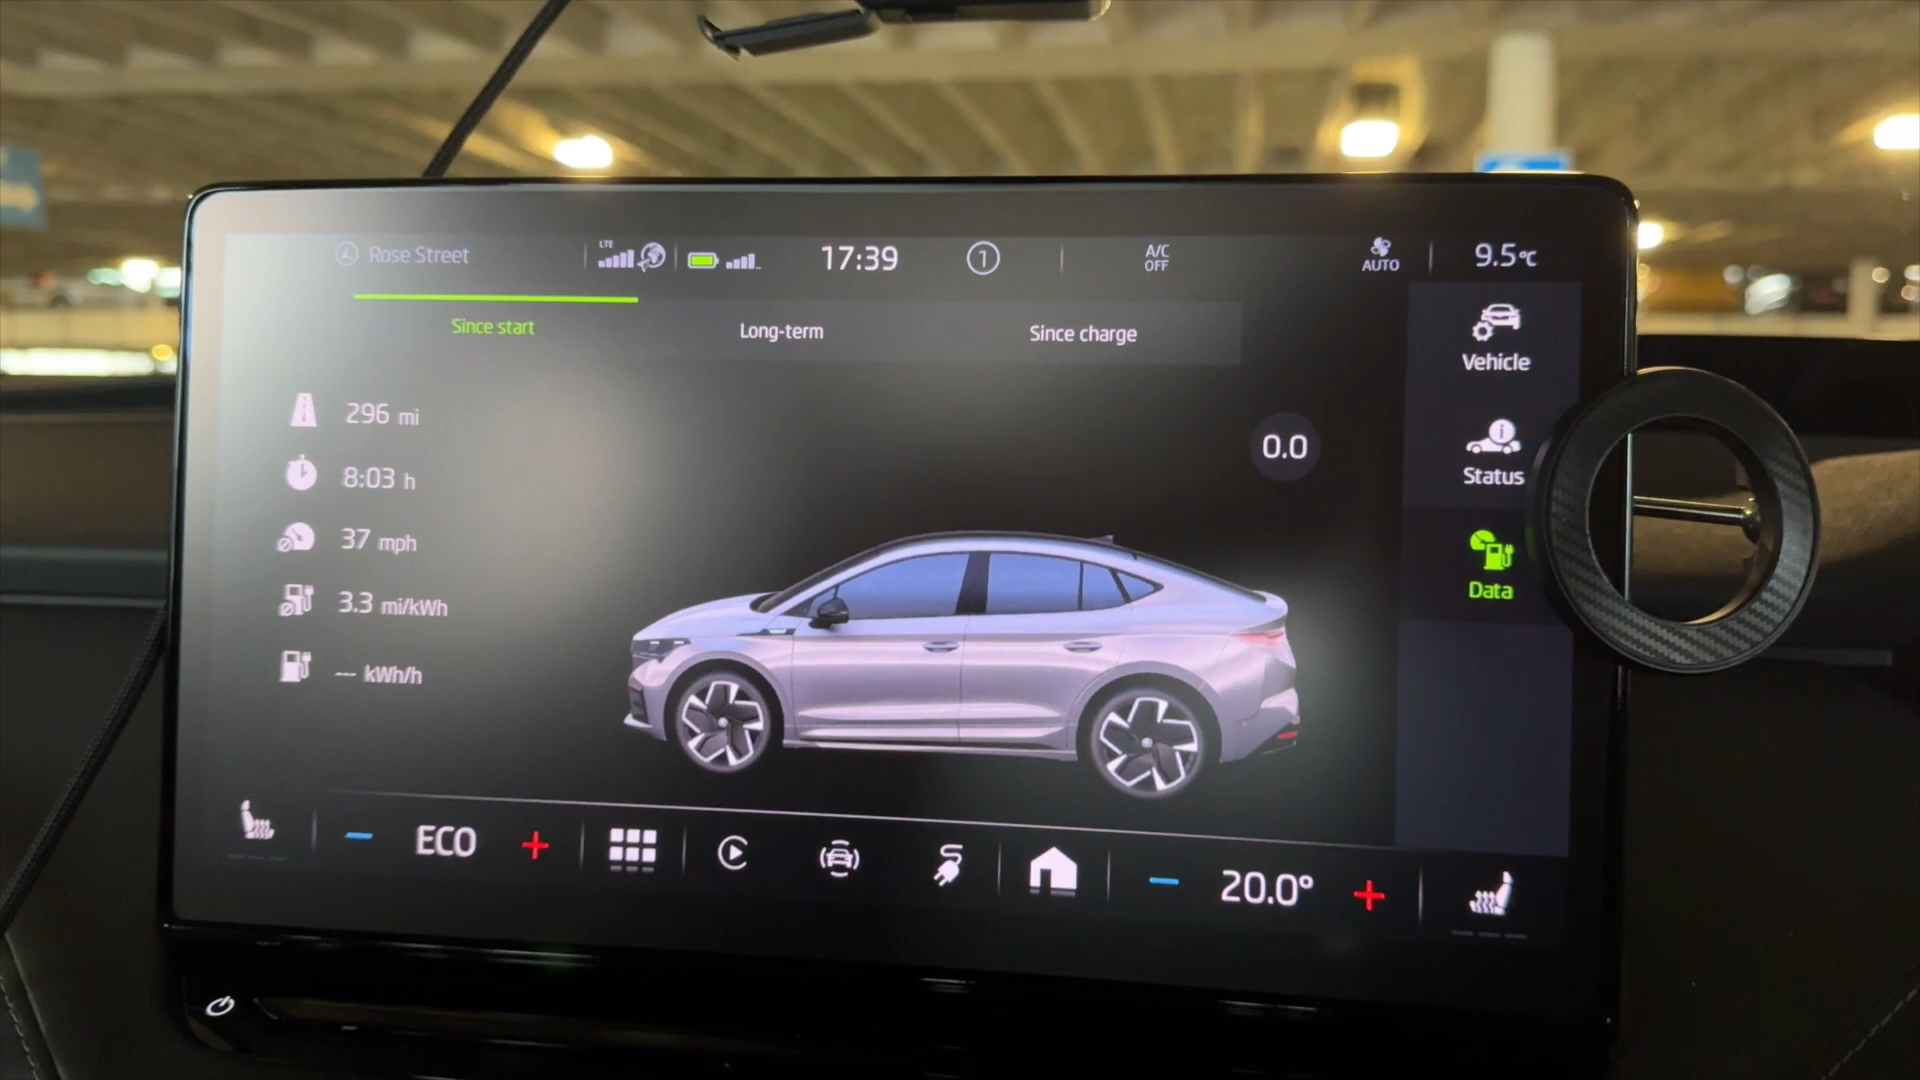 Rose Street
LTE
17:39
1
A/C
OFF
AUTO
9.5°C
Since start
Long-term
Since charge
Vehicle
296 mi
0.0
8:03 h
Status
37 mph
Data
3.3 mi/kWh
--- kWh/h
ECO
20.0°